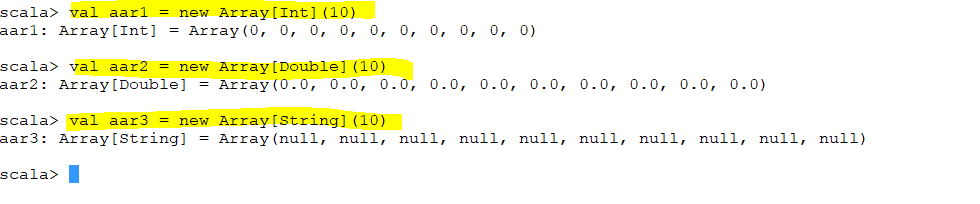 scala> val aar1 = new Array[Int](10)
aar1: Array[Int] = Array(0, 0, 0, 0, 0, 0, 0, 0, 0, 0)
scala> val aar2 = new Array[Double](10)
aar2: Array[Double] = Array(0.0, 0.0, 0.0, 0.0, 0.0, 0.0, 0.0, 0.0, 0.0, 0.0)
scala> val aar3 = new Array[String](10)
aar3: Array[String] = Array(null, null, null, null, null, null, null, null, null, null)
scala>